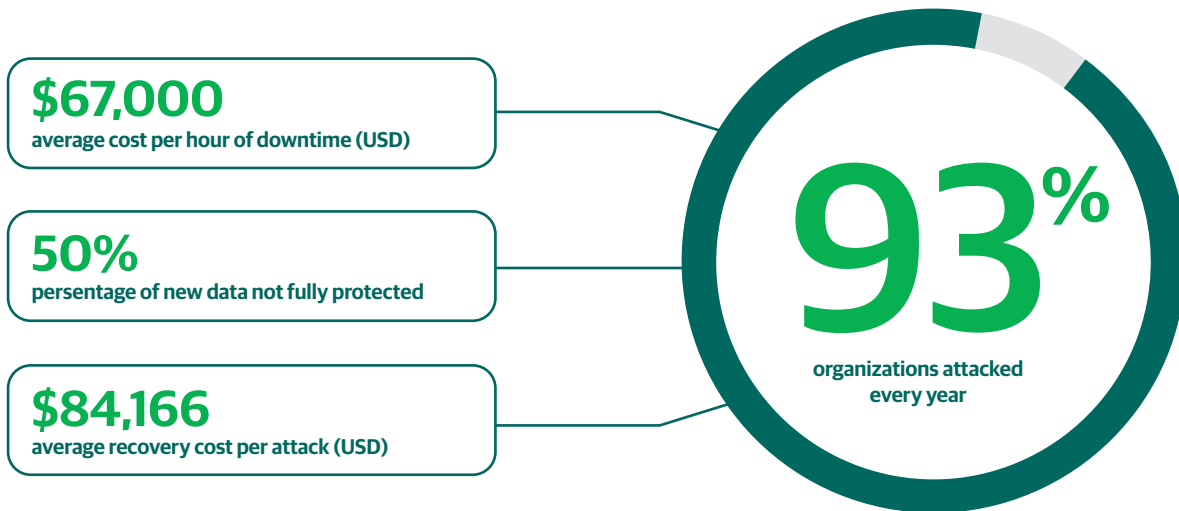 $67,000
average cost per hour of downtime (USD)
50%
persentage of new data not fully protected
$84,166
average recovery cost per attack (USD)
93%
organizations attacked
every year